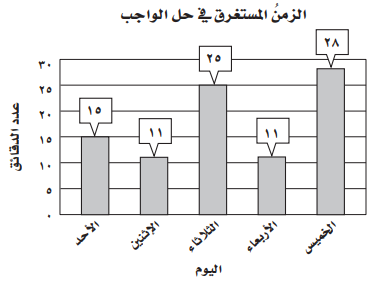 الزمنُ المستغرق في حل الواجب
عدد الدقائق
٣٠
٢٥
٢٠
١٥
١٠
٥
٠
١٥
١١
٢٥
١١
٢٨
الأحد
الإثنين
الثلاثاء
الأربعاء
الخميس
اليوم